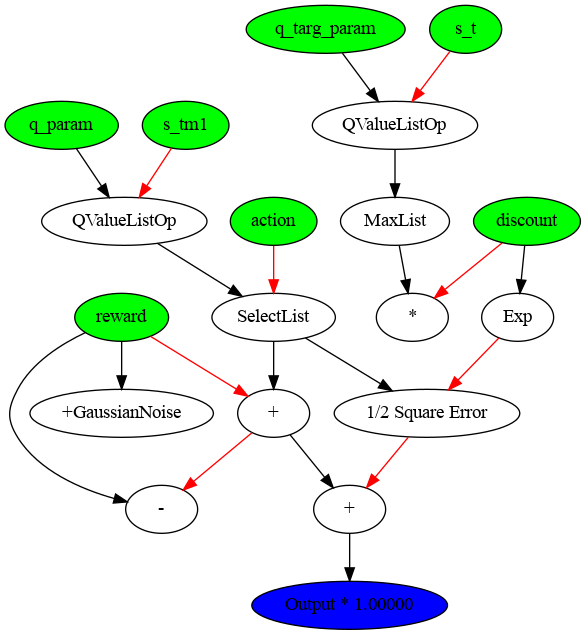 q_targ_param
s_t
q_param
s_tm1
QValueListOp
QValueListOp
action
MaxList
discount
reward
SelectList
*
Exp
+GaussianNoise
+
1/2 Square Error
-
+
Output * 1.00000